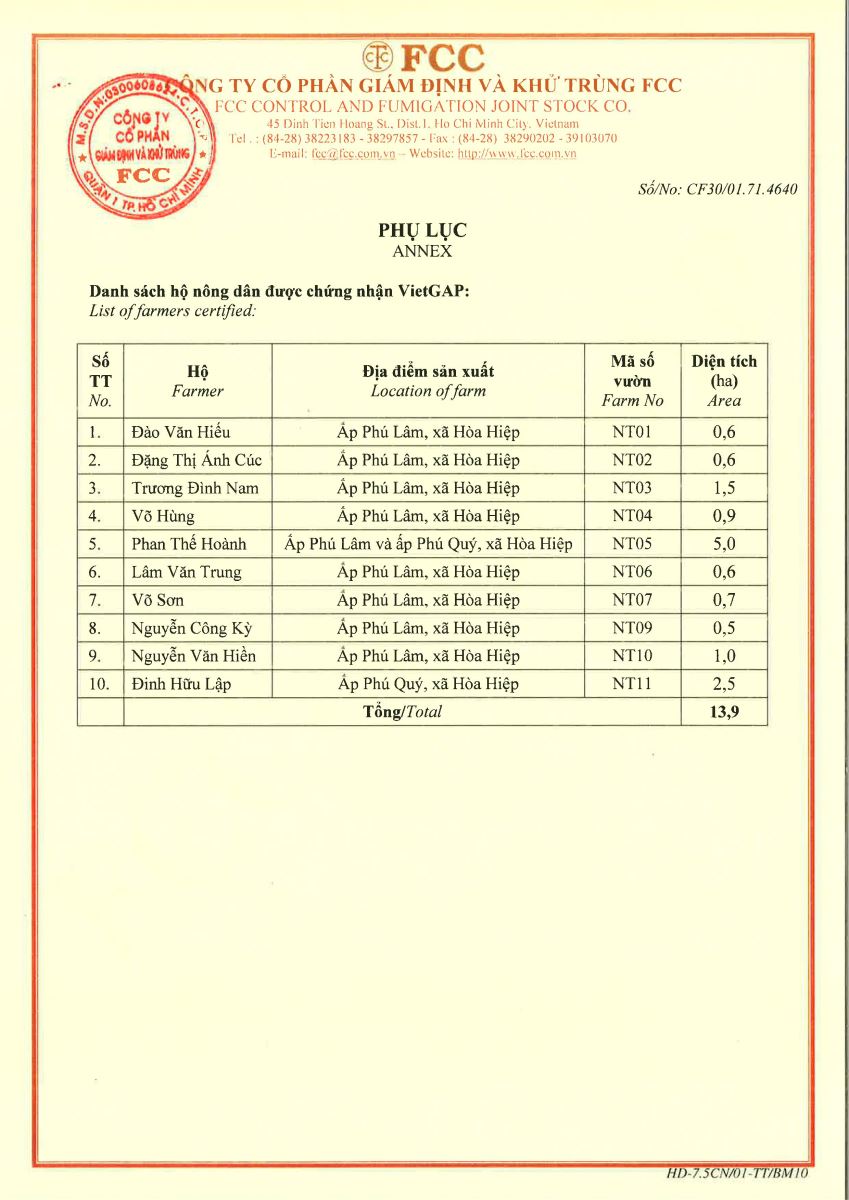 FCC
CÔNG TY CỔ PHẦN GIÁM ĐỊNH VÀ KHỬ TRÙNG FCC
FCC CONTROL AND FUMIGATION JOINT STOCK CO.
45 Dinh Tien Hoang St., Dist.1, Ho Chi Minh City, Vietnam
Tel . : (84-28) 38223183 - 38297857 - Fax : (84-28) 38290202 - 39103070
E-mail: fcc@fcc.com.vn – Website: http://www.fcc.com.vn
CÔNG TY
CỔ PHẦN
GIÁM ĐỊNH VÀ KHỬ TRÙNG
FCC
QUẬN 1 TP. HỒ CHÍ MINH
Số/No: CF30/01.71.4640
PHỤ LỤC
ANNEX
Danh sách hộ nông dân được chứng nhận VietGAP:
List of farmers certified:
Số TT No. Hộ Farmer Địa điểm sản xuất Location of farm Mã số vườn Farm No Diện tích (ha) Area
1. Đào Văn Hiếu Ấp Phú Lâm, xã Hòa Hiệp NT01 0,6
2. Đặng Thị Ánh Cúc Ấp Phú Lâm, xã Hòa Hiệp NT02 0,6
3. Trương Đình Nam Ấp Phú Lâm, xã Hòa Hiệp NT03 1,5
4. Võ Hùng Ấp Phú Lâm, xã Hòa Hiệp NT04 0,9
5. Phan Thế Hoành Ấp Phú Lâm và ấp Phú Quý, xã Hòa Hiệp NT05 5,0
6. Lâm Văn Trung Ấp Phú Lâm, xã Hòa Hiệp NT06 0,6
7. Võ Sơn Ấp Phú Lâm, xã Hòa Hiệp NT07 0,7
8. Nguyễn Công Kỳ Ấp Phú Lâm, xã Hòa Hiệp NT09 0,5
9. Nguyễn Văn Hiền Ấp Phú Lâm, xã Hòa Hiệp NT10 1,0
10. Đinh Hữu Lập Ấp Phú Quý, xã Hòa Hiệp NT11 2,5
Tổng/Total 13,9
HD-7.5CN/01-TT/BM10